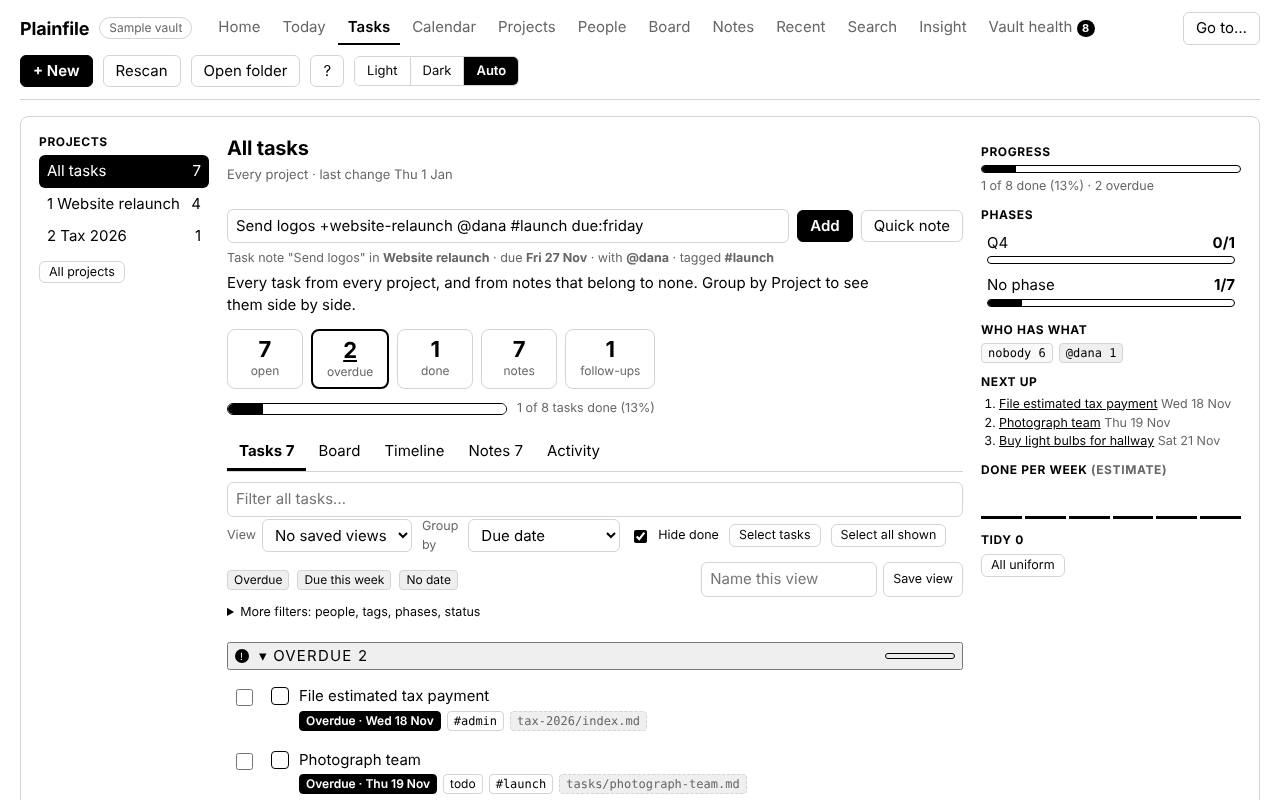 Plainfile Sample vault Home Today Tasks Calendar Projects People Board Notes Recent Search Insight Vault health 8 Go to...
+ New Rescan Open folder ? Light Dark Auto
PROJECTS
All tasks 7
1 Website relaunch 4
2 Tax 2026 1
All projects
All tasks
Every project · last change Thu 1 Jan
Send logos +website-relaunch @dana #launch due:friday Add Quick note
Task note "Send logos" in Website relaunch · due Fri 27 Nov · with @dana · tagged #launch
Every task from every project, and from notes that belong to none. Group by Project to see
them side by side.
7 open
2 overdue
1 done
7 notes
1 follow-ups
1 of 8 tasks done (13%)
Tasks 7 Board Timeline Notes 7 Activity
Filter all tasks...
View No saved views Group by Due date Hide done Select tasks Select all shown
Overdue Due this week No date Name this view Save view
More filters: people, tags, phases, status
! OVERDUE 2
File estimated tax payment
Overdue · Wed 18 Nov #admin tax-2026/index.md
Photograph team
Overdue · Thu 19 Nov todo #launch tasks/photograph-team.md
PROGRESS
1 of 8 done (13%) · 2 overdue
PHASES
Q4 0/1
No phase 1/7
WHO HAS WHAT
nobody 6 @dana 1
NEXT UP
1. File estimated tax payment Wed 18 Nov
2. Photograph team Thu 19 Nov
3. Buy light bulbs for hallway Sat 21 Nov
DONE PER WEEK (ESTIMATE)
TIDY 0
All uniform